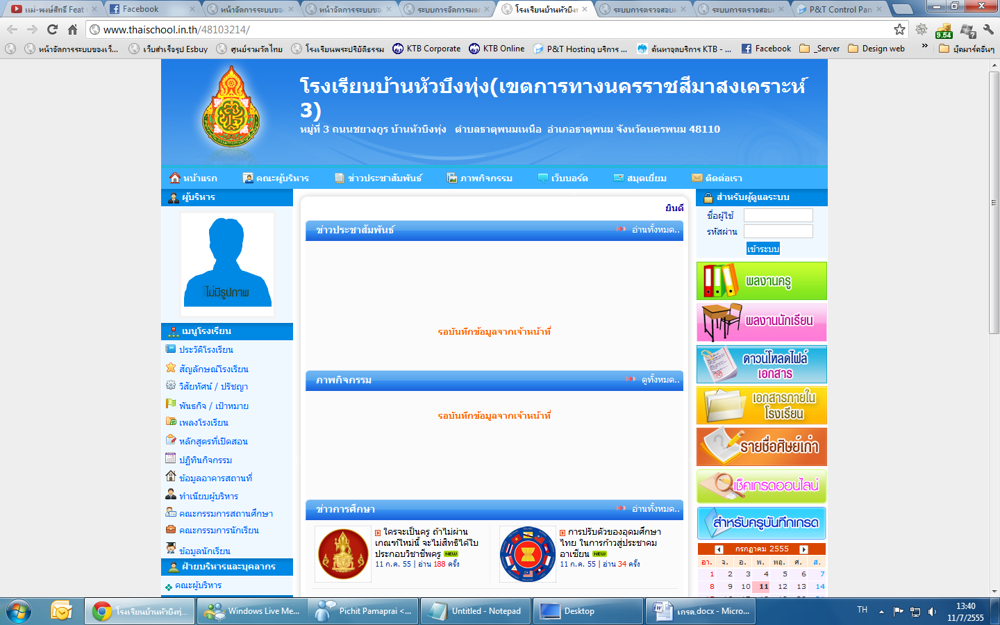 แม่-พงษ์สิทธิ์ Feat
Facebook
หน้าจัดการระบบของ
หน้าจัดการระบบขอ
ระบบการจัดการผล
โรงเรียนบ้านหัวบึงท
ระบบการตรวจสอบ
ระบบการตรวจสอบ
P&T Control Pan
www.thaischool.in.th/48103214/
9.54
หน้าจัดการระบบของเว็...
เว็บสำเร็จรูป Esbuy
ศูนย์รวมวัดไทย
โรงเรียนพระปริยัติธรรม
KTB Corporate
KTB Online
P&T Hosting บริการ ...
ค้นหาจุดบริการ KTB - ...
Facebook
_Server
Design web
»
บุ๊คมาร์คอื่นๆ
โรงเรียนบ้านหัวบึงทุ่ง(เขตการทางนครราชสีมาสงเคราะห์
3)
หมู่ที่ 3 ถนนชยางกูร บ้านหัวบึงทุ่ง ตำบลธาตุพนมเหนือ อำเภอธาตุพนม จังหวัดนครพนม 48110
หน้าแรก
คณะผู้บริหาร
ข่าวประชาสัมพันธ์
ภาพกิจกรรม
เว็บบอร์ด
สมุดเยี่ยม
ติดต่อเรา
ผู้บริหาร
ไม่มีรูปภาพ
เมนูโรงเรียน
ประวัติโรงเรียน
สัญลักษณ์โรงเรียน
วิสัยทัศน์ / ปรัชญา
พันธกิจ / เป้าหมาย
เพลงโรงเรียน
หลักสูตรที่เปิดสอน
ปฏิทินกิจกรรม
ข้อมูลอาคารสถานที่
ทำเนียบผู้บริหาร
คณะกรรมการสถานศึกษา
คณะกรรมการนักเรียน
ข้อมูลนักเรียน
ฝ่ายบริหารและบุคลากร
คณะผู้บริหาร
ยินดี
ข่าวประชาสัมพันธ์
อ่านทั้งหมด..
รอบันทึกข้อมูลจากเจ้าหน้าที่
ภาพกิจกรรม
ดูทั้งหมด..
รอบันทึกข้อมูลจากเจ้าหน้าที่
ข่าวการศึกษา
อ่านทั้งหมด..
ใครจะเป็นครู ถ้าไม่ผ่าน
เกณฑ์ใหม่นี้ จะไม่สิทธิได้ใบ
ประกอบวิชาชีพครู NEW
11 ก.ค. 55 | อ่าน 188 ครั้ง
การปรับตัวของอุดมศึกษา
ไทย ในการก้าวสู่ประชาคม
อาเซียน NEW
11 ก.ค. 55 | อ่าน 34 ครั้ง
สำหรับผู้ดูแลระบบ
ชื่อผู้ใช้
รหัสผ่าน
เข้าระบบ
ผลงานครู
ผลงานนักเรียน
ดาวน์โหลดไฟล์
เอกสาร
เอกสารภายใน
โรงเรียน
รายชื่อศิษย์เก่า
เช็คเกรดออนไลน์
สำหรับครูบันทึกเกรด
กรกฎาคม 2555
อา. จ. อ. พ. พฤ. ศ. ส.
1 2 3 4 5 6 7
8 9 10 11 12 13 14
โรงเรียนบ้านหัวบึงทุ่...
Windows Live Me...
Pichit Pamaprai <...
Untitled - Notepad
Desktop
เกรด.docx - Micro...
TH
13:40
11/7/2555